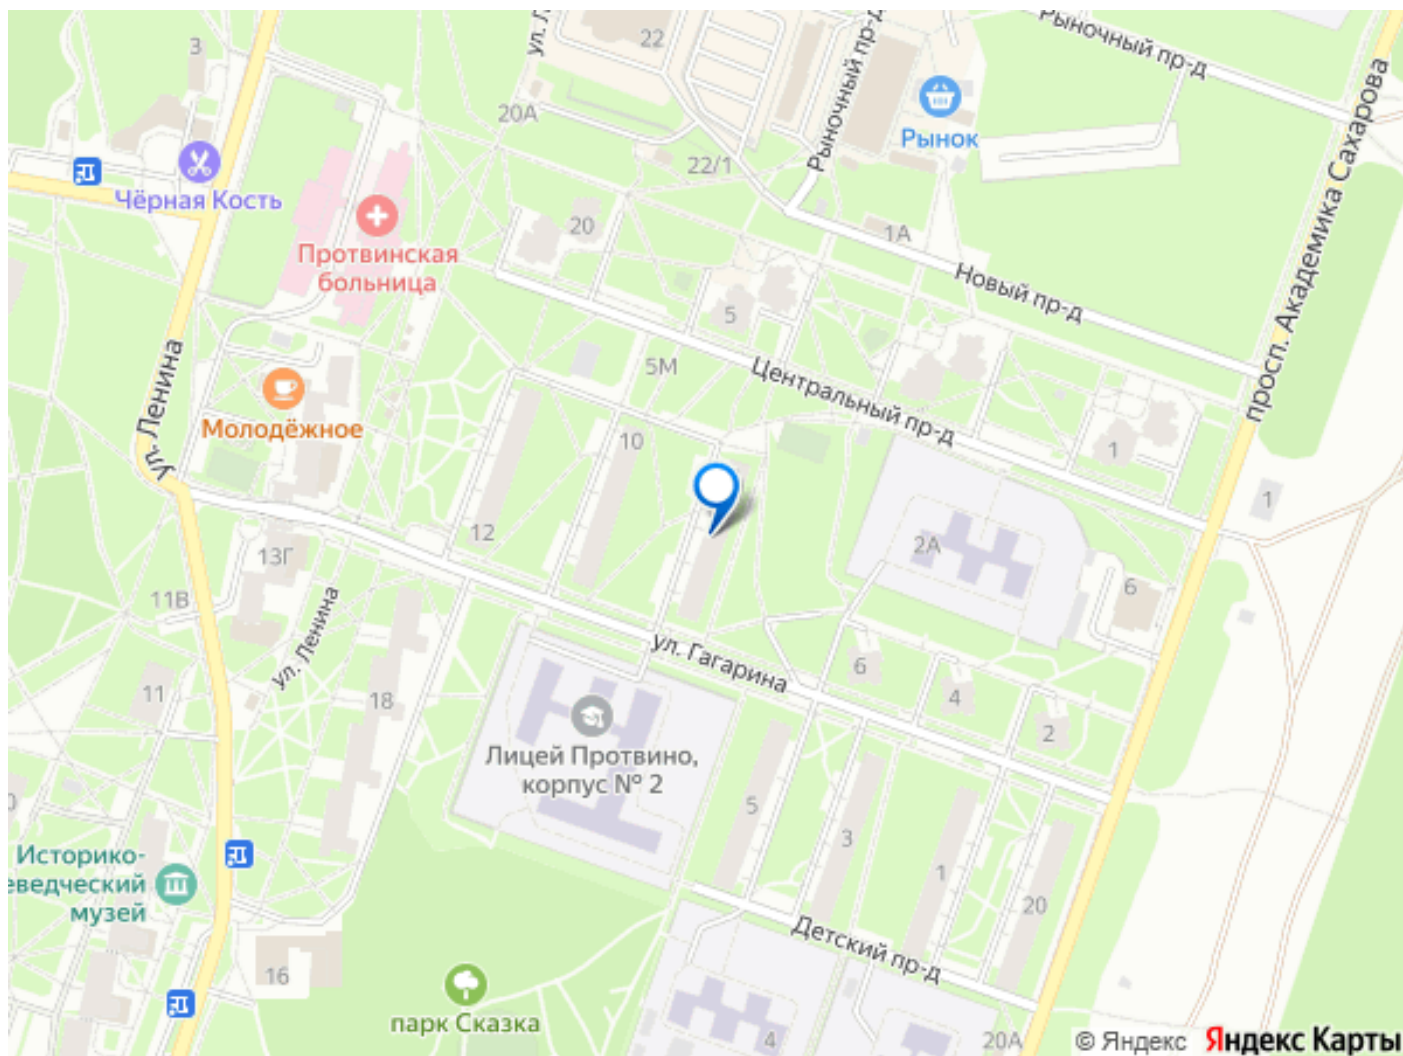 3
22
Рыночный пр-д
20А
Рыночный пр-д
Рынок
просп. Академика Сахарова
Чёрная Кость
22/1
20
1А
Протвинская
больница
Новый пр-д
5
ул. Ленина
5М
Центральный пр-д
Молодёжное
10
1
1
12
2А
13Г
6
11В
ул. Ленина
ул. Гагарина
6
11
18
4
2
Лицей Протвино,
корпус № 2
5
3
Историко-
еведческий
музей
1
20
Детский пр-д
16
парк Сказка
4
20А
© Яндекс Яндекс Карты